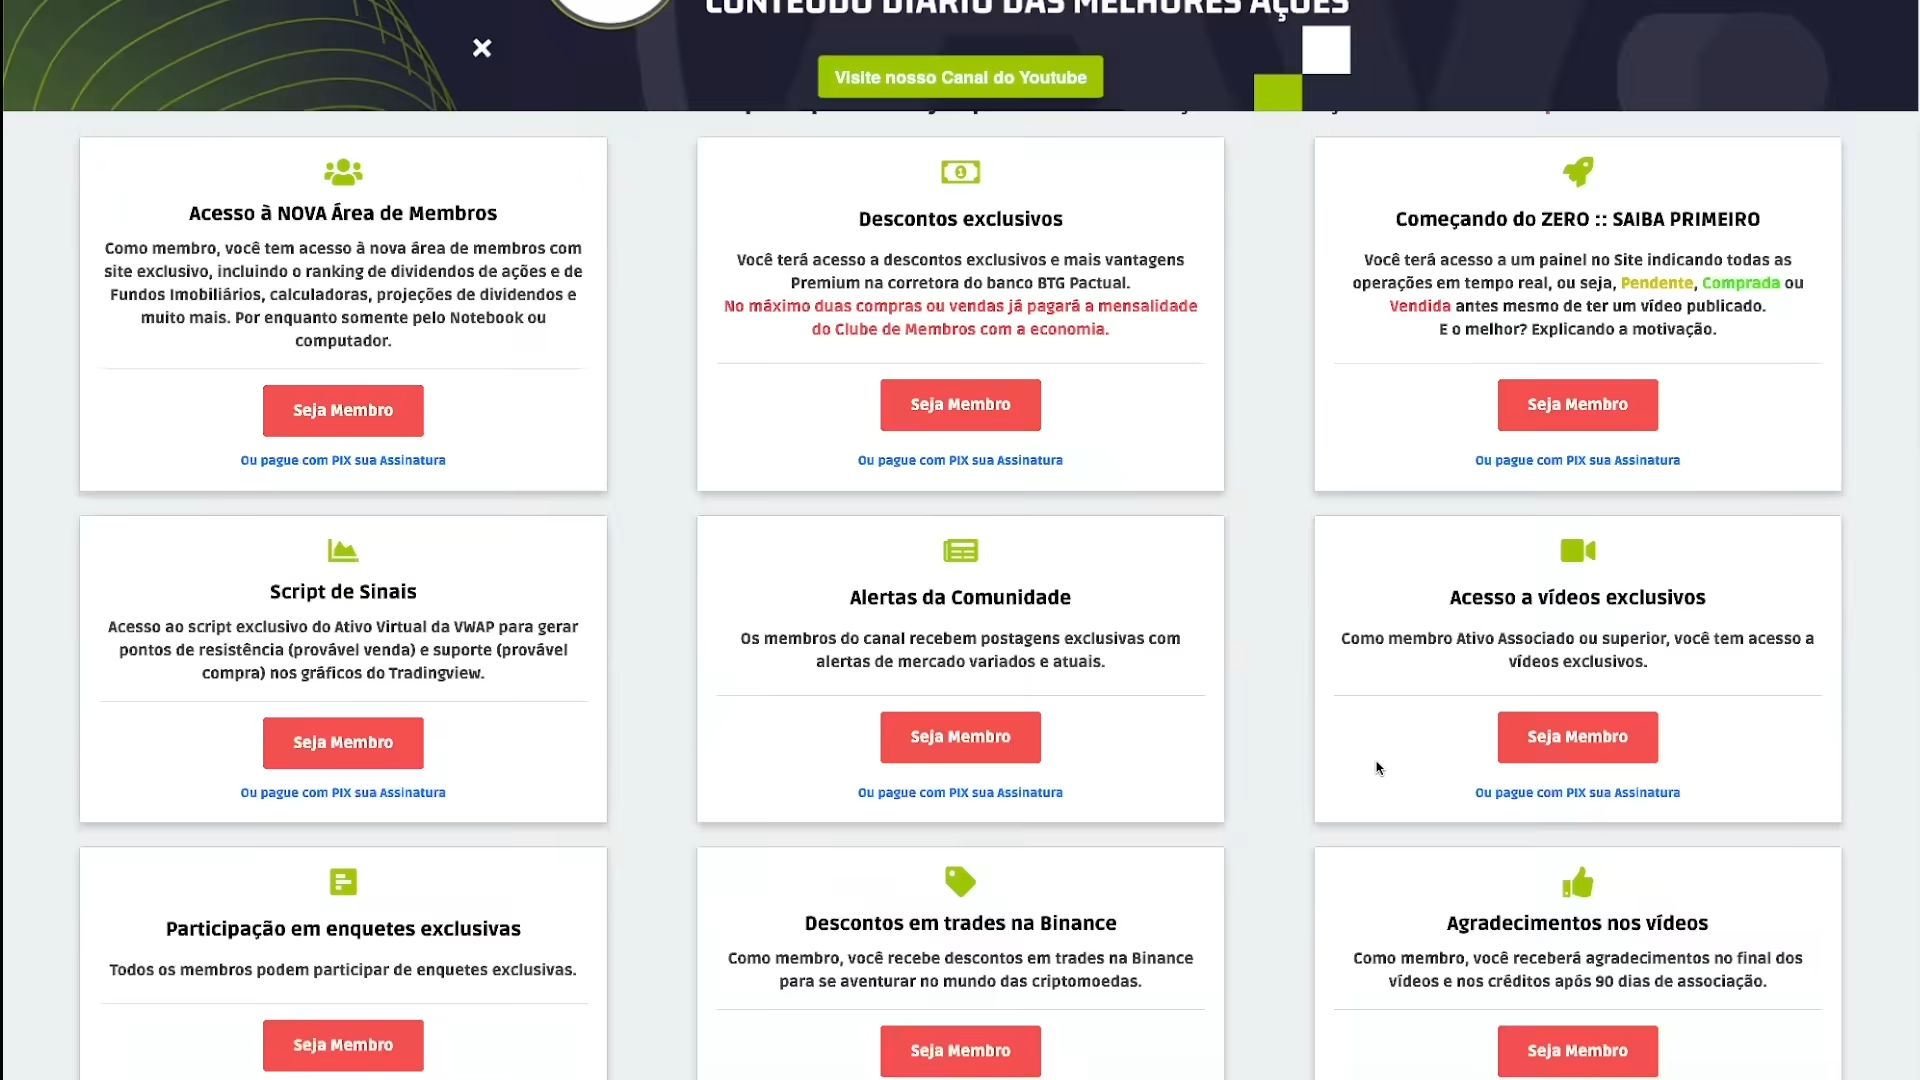 CONTEÚDO DIÁRIO DAS MELHORES AÇÕES
Visite nosso Canal do Youtube
Acesso à NOVA Área de Membros
Como membro, você tem acesso à nova área de membros com
site exclusivo, incluindo o ranking de dividendos de ações e de
Fundos Imobiliários, calculadoras, projeções de dividendos e
muito mais. Por enquanto somente pelo Notebook ou
computador.
Seja Membro
Ou pague com PIX sua Assinatura
Descontos exclusivos
Você terá acesso a descontos exclusivos e mais vantagens
Premium na corretora do banco BTG Pactual.
No máximo duas compras ou vendas já pagará a mensalidade
do Clube de Membros com a economia.
Seja Membro
Ou pague com PIX sua Assinatura
Começando do ZERO :: SAIBA PRIMEIRO
Você terá acesso a um painel no Site indicando todas as
operações em tempo real, ou seja, Pendente, Comprada ou
Vendida antes mesmo de ter um vídeo publicado.
E o melhor? Explicando a motivação.
Seja Membro
Ou pague com PIX sua Assinatura
Script de Sinais
Acesso ao script exclusivo do Ativo Virtual da VWAP para gerar
pontos de resistência (provável venda) e suporte (provável
compra) nos gráficos do Tradingview.
Seja Membro
Ou pague com PIX sua Assinatura
Alertas da Comunidade
Os membros do canal recebem postagens exclusivas com
alertas de mercado variados e atuais.
Seja Membro
Ou pague com PIX sua Assinatura
Acesso a vídeos exclusivos
Como membro Ativo Associado ou superior, você tem acesso a
vídeos exclusivos.
Seja Membro
Ou pague com PIX sua Assinatura
Participação em enquetes exclusivas
Todos os membros podem participar de enquetes exclusivas.
Seja Membro
Descontos em trades na Binance
Como membro, você recebe descontos em trades na Binance
para se aventurar no mundo das criptomoedas.
Seja Membro
Agradecimentos nos vídeos
Como membro, você receberá agradecimentos no final dos
vídeos e nos créditos após 90 dias de associação.
Seja Membro